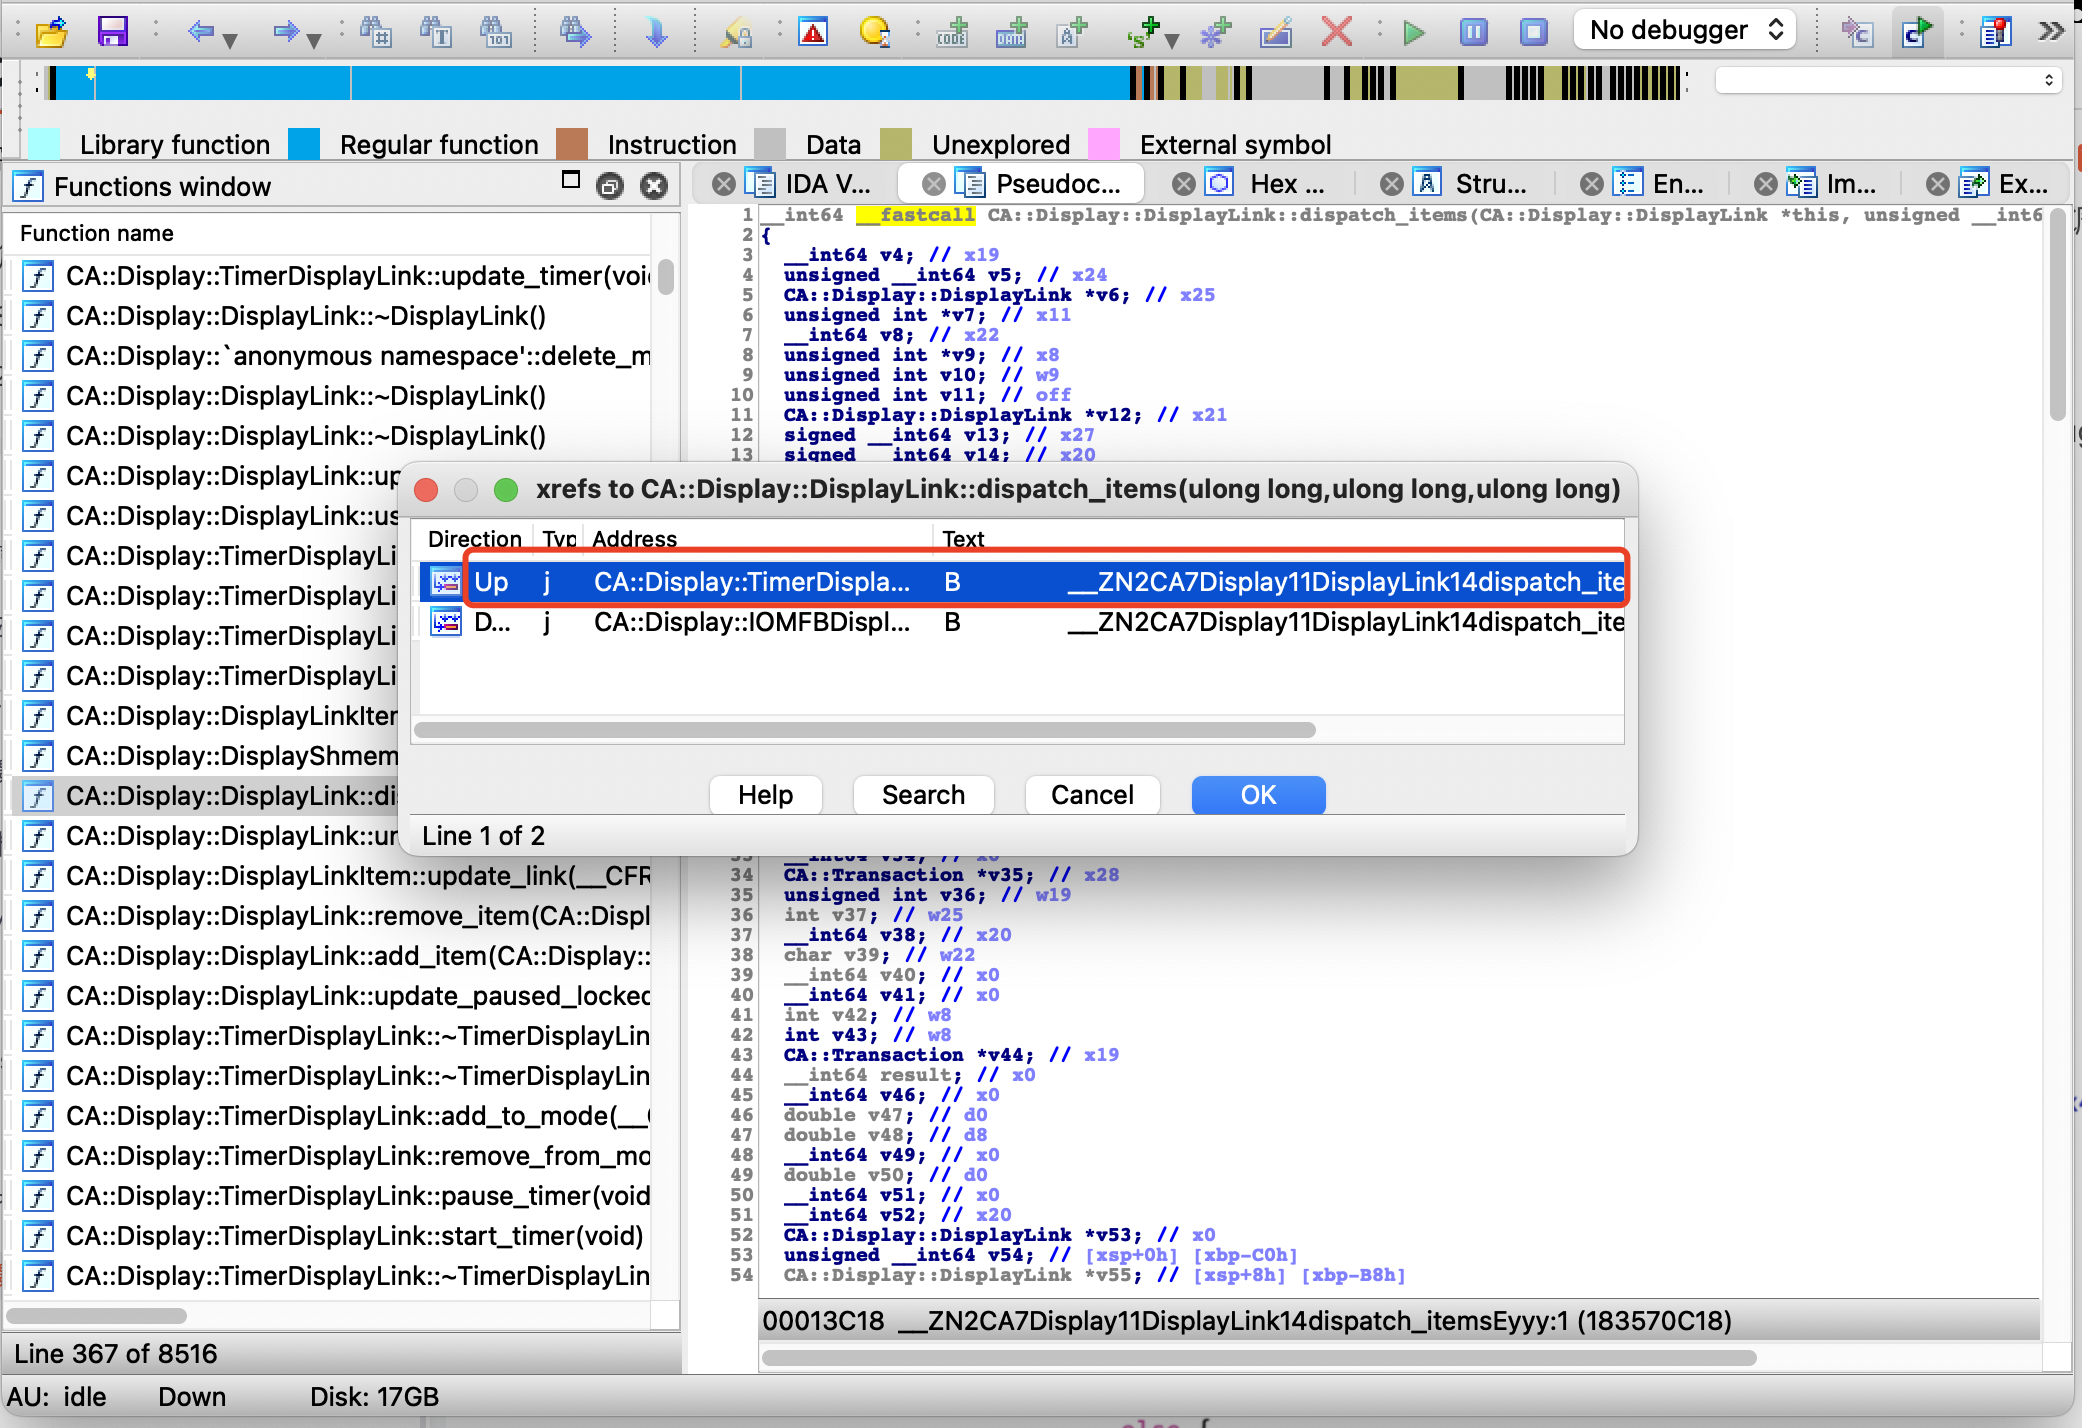 No debugger
Library function Regular function Instruction Data Unexplored External symbol
Functions window
Function name
CA::Display::TimerDisplayLink::update_timer(voi
CA::Display::DisplayLink::~DisplayLink()
CA::Display::`anonymous namespace'::delete_m
CA::Display::DisplayLink::~DisplayLink()
CA::Display::DisplayLink::~DisplayLink()
CA::Display::DisplayLink::up
CA::Display::DisplayLink::us
CA::Display::TimerDisplayLi
CA::Display::TimerDisplayLi
CA::Display::TimerDisplayLi
CA::Display::TimerDisplayLi
CA::Display::DisplayLinkIter
CA::Display::DisplayShmem
CA::Display::DisplayLink::di
CA::Display::DisplayLink::ur
CA::Display::DisplayLinkItem::update_link(__CFR
CA::Display::DisplayLink::remove_item(CA::Displ
CA::Display::DisplayLink::add_item(CA::Display::
CA::Display::DisplayLink::update_paused_locked
CA::Display::TimerDisplayLink::~TimerDisplayLin
CA::Display::TimerDisplayLink::~TimerDisplayLin
CA::Display::TimerDisplayLink::add_to_mode(__(
CA::Display::TimerDisplayLink::remove_from_mo
CA::Display::TimerDisplayLink::pause_timer(void
CA::Display::TimerDisplayLink::start_timer(void)
CA::Display::TimerDisplayLink::~TimerDisplayLin
Line 367 of 8516
AU: idle Down Disk: 17GB
IDA V... Pseudoc... Hex ... Stru... En... Im... Ex...
1 __int64 __fastcall CA::Display::DisplayLink::dispatch_items(CA::Display::DisplayLink *this, unsigned __int6
2 {
3 __int64 v4; // x19
4 unsigned __int64 v5; // x24
5 CA::Display::DisplayLink *v6; // x25
6 unsigned int *v7; // x11
7 __int64 v8; // x22
8 unsigned int *v9; // x8
9 unsigned int v10; // w9
10 unsigned int v11; // off
11 CA::Display::DisplayLink *v12; // x21
12 signed __int64 v13; // x27
13 signed __int64 v14; // x20
xrefs to CA::Display::DisplayLink::dispatch_items(ulong long,ulong long,ulong long)
Direction Typ Address Text
Up j CA::Display::TimerDispla... B __ZN2CA7Display11DisplayLink14dispatch_ite
D... j CA::Display::IOMFBDispl... B __ZN2CA7Display11DisplayLink14dispatch_ite
Help Search Cancel OK
Line 1 of 2
33 __int64 v34; // x0
34 CA::Transaction *v35; // x28
35 unsigned int v36; // w19
36 int v37; // w25
37 __int64 v38; // x20
38 char v39; // w22
39 __int64 v40; // x0
40 __int64 v41; // x0
41 int v42; // w8
42 int v43; // w8
43 CA::Transaction *v44; // x19
44 __int64 result; // x0
45 __int64 v46; // x0
46 double v47; // d0
47 double v48; // d8
48 __int64 v49; // x0
49 double v50; // d0
50 __int64 v51; // x0
51 __int64 v52; // x20
52 CA::Display::DisplayLink *v53; // x0
53 unsigned __int64 v54; // [xsp+0h] [xbp-C0h]
54 CA::Display::DisplayLink *v55; // [xsp+8h] [xbp-B8h]
00013C18 __ZN2CA7Display11DisplayLink14dispatch_itemsEyyy:1 (183570C18)